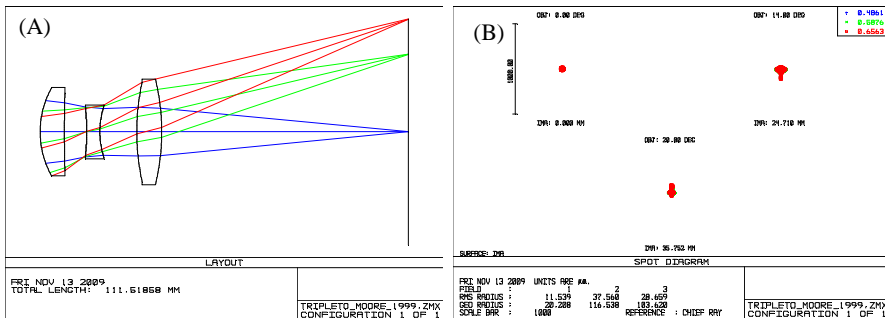 (A)
LAYOUT
FRI NOV 13 2009
TOTAL LENGTH: 111.51858 MM
TRIPLETO_MOORE_1999.ZMX
CONFIGURATION 1 OF 1
(B)
0.4861
0.5876
0.6563
OBJ: 0.00 DEG
OBJ: 14.00 DEG
1000.00
IMA: 0.000 MM
IMA: 24.710 MM
OBJ: 20.00 DEG
IMA: 35.752 MM
SURFACE: IMA
SPOT DIAGRAM
FRI NOV 13 2009 UNITS ARE µm.
FIELD : 1 2 3
RMS RADIUS : 11.539 37.560 28.659
GEO RADIUS : 20.208 116.538 103.620
SCALE BAR : 1000 REFERENCE : CHIEF RAY
TRIPLETO_MOORE_1999.ZMX
CONFIGURATION 1 OF 1